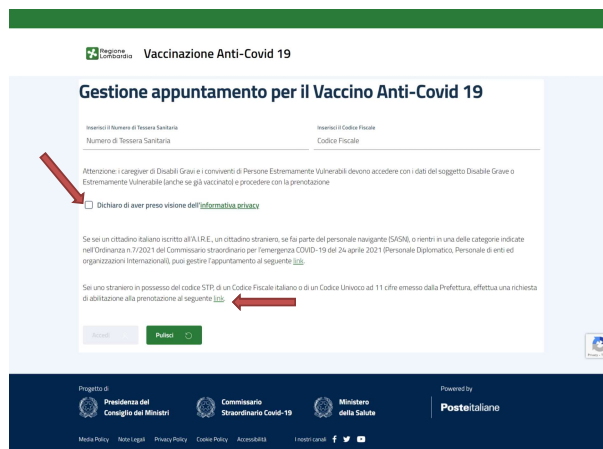 Regione
Lombardia
Vaccinazione Anti-Covid 19
Gestione appuntamento per il Vaccino Anti-Covid 19
Inserisci il Numero di Tessera Sanitaria
Inserisci il Codice Fiscale
Numero di Tessera Sanitaria
Codice Fiscale
Attenzione: i caregiver di Disabili Gravi e i conviventi di Persone Estremamente Vulnerabili devono accedere con i dati del soggetto Disabile Grave o
Estremamente Vulnerabile (anche se già vaccinato) e procedere con la prenotazione
Dichiaro di aver preso visione dell'informativa privacy
Se sei un cittadino italiano iscritto all'A.I.R.E., un cittadino straniero, se fai parte del personale navigante (SASN), o rientri in una delle categorie indicate
nell'Ordinanza n.7/2021 del Commissario straordinario per l'emergenza COVID-19 del 24 aprile 2021 (Personale Diplomatico, Personale di enti ed
organizzazioni Internazionali), puoi gestire l'appuntamento al seguente link.
Sei uno straniero in possesso del codice STP, di un Codice Fiscale italiano o di un Codice Univoco ad 11 cifre emesso dalla Prefettura, effettua una richiesta
di abilitazione alla prenotazione al seguente link.
Accedi
Pulisci
Progetto di
Powered by
Presidenza del
Consiglio dei Ministri
Commissario
Straordinario Covid-19
Ministero
della Salute
Posteitaliane
Media Policy Note Legali Privacy Policy Cookie Policy Accessibilità I nostri canali